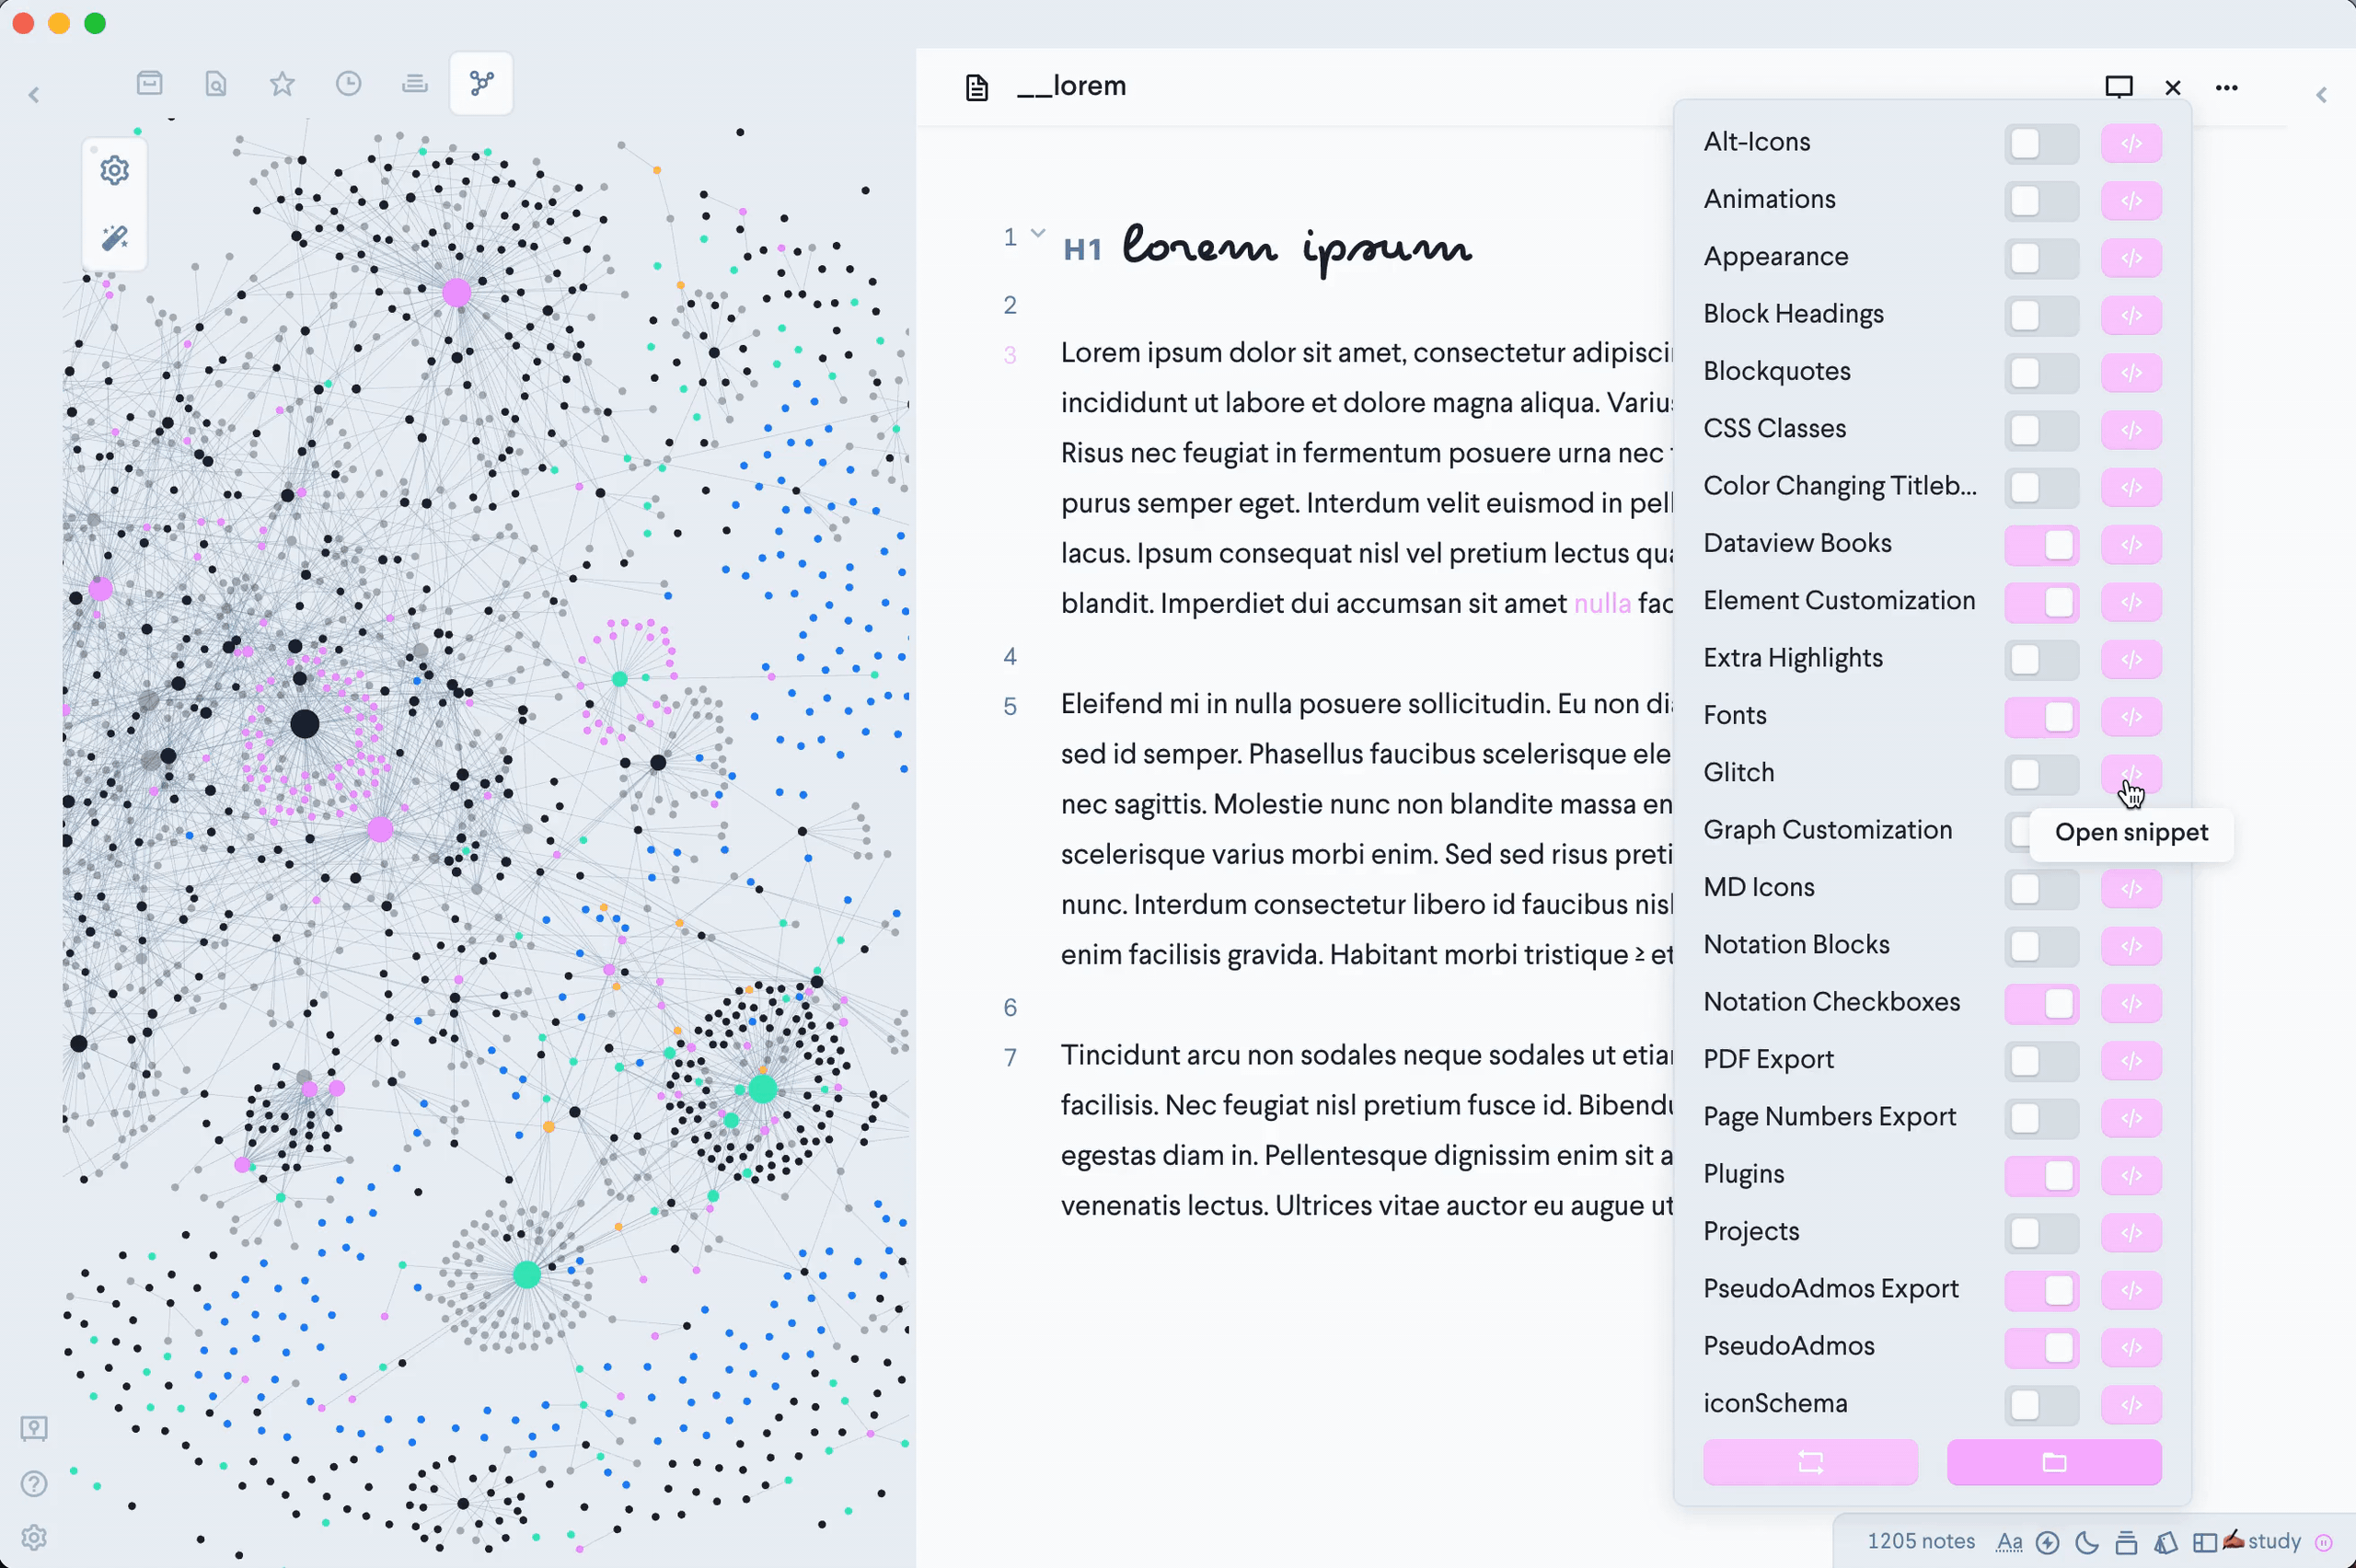 __lorem
1 H1 lorem ipsum
2
3 Lorem ipsum dolor sit amet, consectetur adipiscin
incididunt ut labore et dolore magna aliqua. Varius
Risus nec feugiat in fermentum posuere urna nec
purus semper eget. Interdum velit euismod in pell
lacus. Ipsum consequat nisl vel pretium lectus qua
blandit. Imperdiet dui accumsan sit amet nulla fac
4
5 Eleifend mi in nulla posuere sollicitudin. Eu non dia
sed id semper. Phasellus faucibus scelerisque ele
nec sagittis. Molestie nunc non blandite massa en
scelerisque varius morbi enim. Sed sed risus preti
nunc. Interdum consectetur libero id faucibus nisl
enim facilisis gravida. Habitant morbi tristique ≥ et
6
7 Tincidunt arcu non sodales neque sodales ut etiar
facilisis. Nec feugiat nisl pretium fusce id. Bibendu
egestas diam in. Pellentesque dignissim enim sit a
venenatis lectus. Ultrices vitae auctor eu augue ut
Alt-Icons
Animations
Appearance
Block Headings
Blockquotes
CSS Classes
Color Changing Titleb...
Dataview Books
Element Customization
Extra Highlights
Fonts
Glitch
Graph Customization
Open snippet
MD Icons
Notation Blocks
Notation Checkboxes
PDF Export
Page Numbers Export
Plugins
Projects
PseudoAdmos Export
PseudoAdmos
iconSchema
1205 notes Aa study